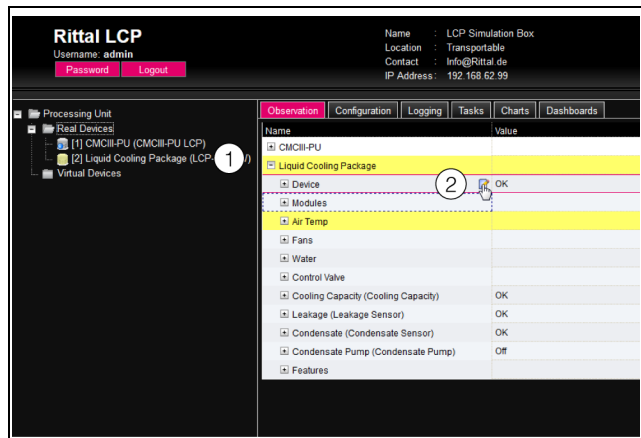 Rittal LCP
Username: admin
Password Logout
Name : LCP Simulation Box
Location : Transportable
Contact : Info@Rittal.de
IP Address : 192.168.62.99
Processing Unit
Real Devices
[1] CMCIII-PU (CMCIII-PU LCP)
[2] Liquid Cooling Package (LCP-
1
Virtual Devices
Observation Configuration Logging Tasks Charts Dashboards
Name Value
CMCIII-PU
Liquid Cooling Package
Device 2 OK
Modules
Air Temp
Fans
Water
Control Valve
Cooling Capacity (Cooling Capacity) OK
Leakage (Leakage Sensor) OK
Condensate (Condensate Sensor) OK
Condensate Pump (Condensate Pump) Off
Features